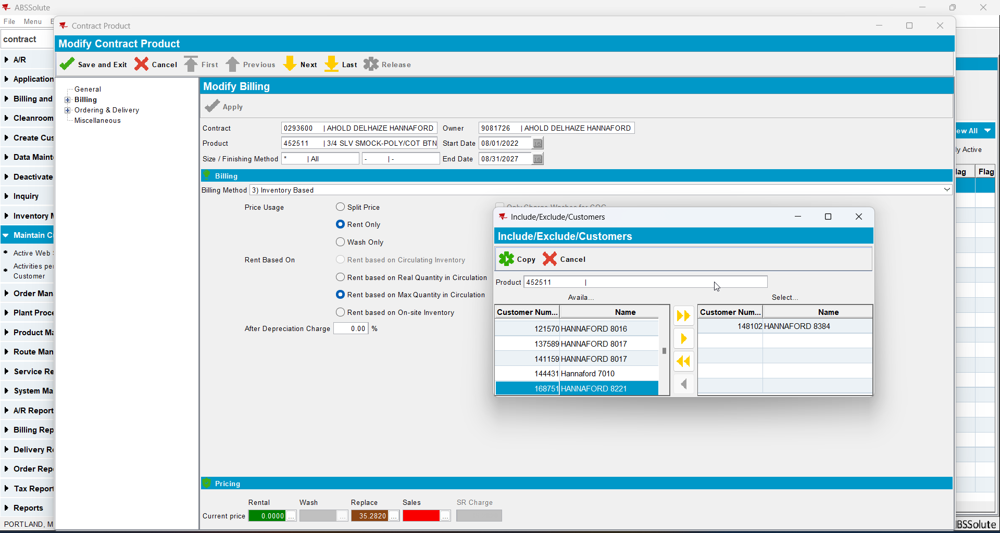 ABSSolute
File Menu E
Contract Product
contract
Modify Contract Product
Save and Exit Cancel First Previous Next Last Release
A/R
Application
Billing and
Cleanroom
Create Cus
Data Maint
Deactivate
Inquiry
Inventory M
Maintain C
Active Web
Activities per
Customer
Order Man
Plant Proce
Product Ma
Route Man
Service Re
System Ma
A/R Report
Billing Rep
Delivery Re
Order Rep
Tax Report
Reports
PORTLAND, M
General
Billing
Ordering & Delivery
Miscellaneous
Modify Billing
Apply
Contract 0293600 | AHOLD DELHAIZE HANNAFORD Owner 9081726 | AHOLD DELHAIZE HANNAFORD
Product 452511 | 3/4 SLV SMOCK-POLY/COT BTN Start Date 08/01/2022 16
Size / Finishing Method * | All - | - End Date 08/31/2027 16
Billing
Billing Method 3) Inventory Based
Price Usage Split Price
Rent Only
Wash Only
Rent Based On Rent based on Circulating Inventory
Rent based on Real Quantity in Circulation
Rent based on Max Quantity in Circulation
Rent based on On-site Inventory
After Depreciation Charge 0.00 %
Only Charge Washes for COG
Include/Exclude/Customers
Include/Exclude/Customers
Copy Cancel
Product 452511 |
Availa... Select...
Customer Num... Name Customer Num... Name
121570 HANNAFORD 8016 148102 HANNAFORD 8384
137589 HANNAFORD 8017
141159 HANNAFORD 8017
144431 Hannaford 7010
168751 HANNAFORD 8221
Pricing
Rental Wash Replace Sales SR Charge
Current price 0.0000 ... ... 35.2820 ... ...
ew All
ly Active
lag Flag
BSSolute